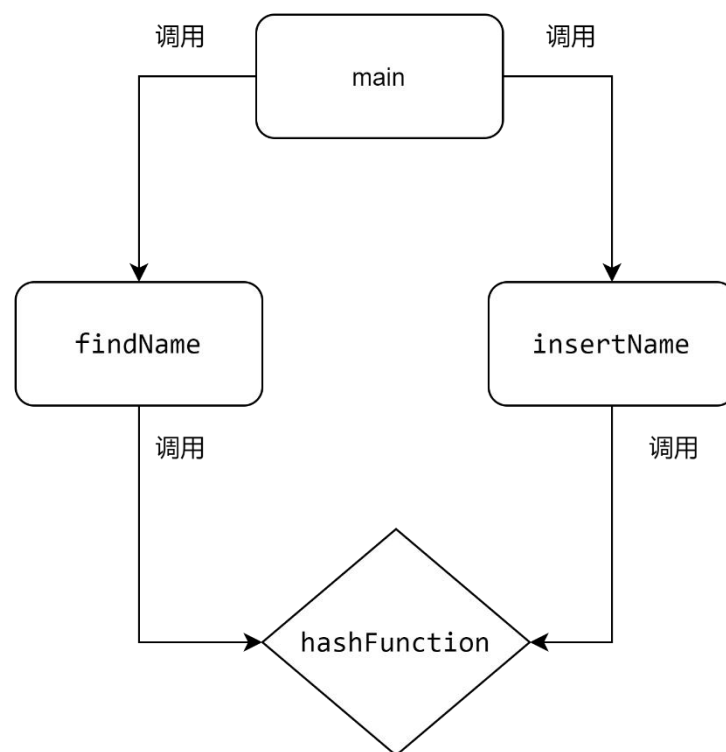 调用
调用
main
findName
insertName
调用
调用
hashFunction